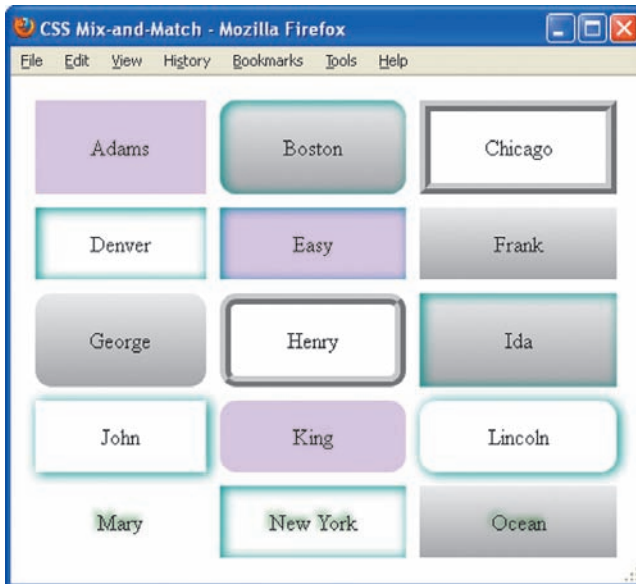 CSS Mix-and-Match - Mozilla Firefox
File Edit View History Bookmarks Tools Help
Adams Boston Chicago
Denver Easy Frank
George Henry Ida
John King Lincoln
Mary New York Ocean